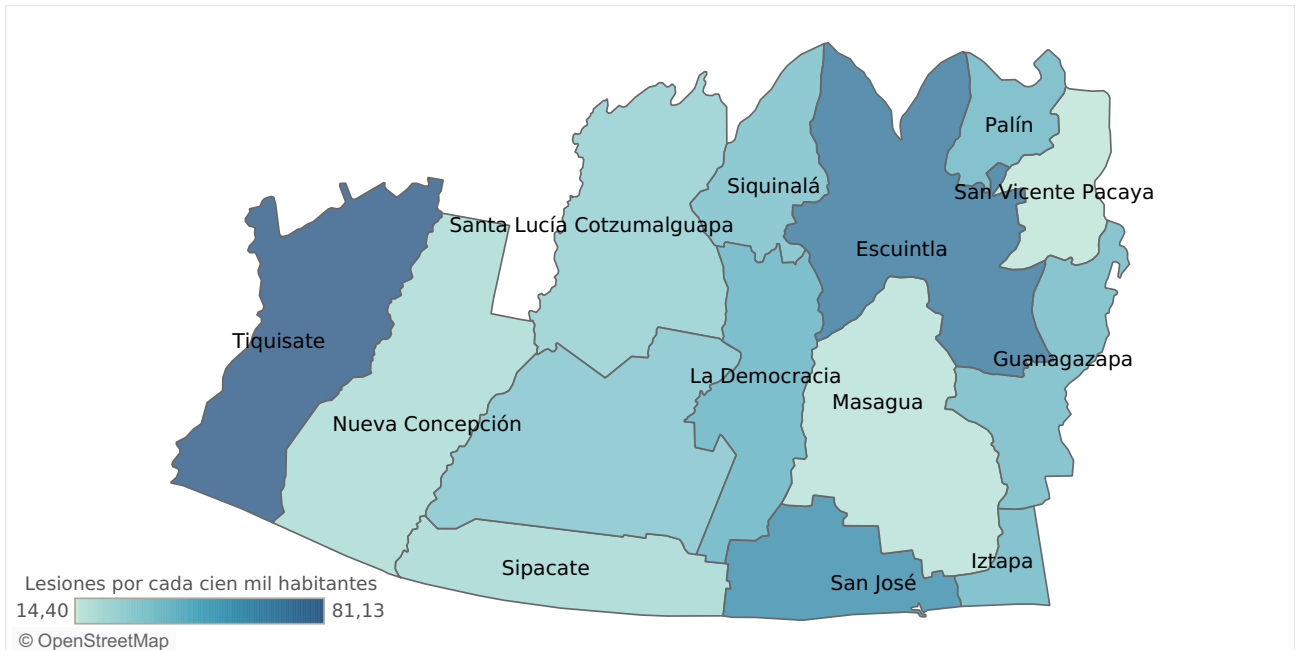 Palín
Siquinalá
San Vicente Pacaya
Santa Lucía Cotzumalguapa
Escuintla
Tiquisate
Guanagazapa
La Democracia
Masagua
Nueva Concepción
Iztapa
Sipacate
San José
Lesiones por cada cien mil habitantes
14,40 81,13
© OpenStreetMap